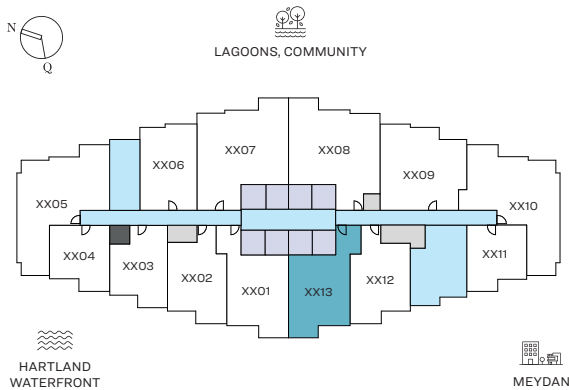 N
Q
LAGOONS, COMMUNITY
XX07
XX08
XX06
XX09
XX05
XX10
XX04
XX03
XX02
XX01
XX13
XX12
XX11
HARTLAND
WATERFRONT
MEYDAN